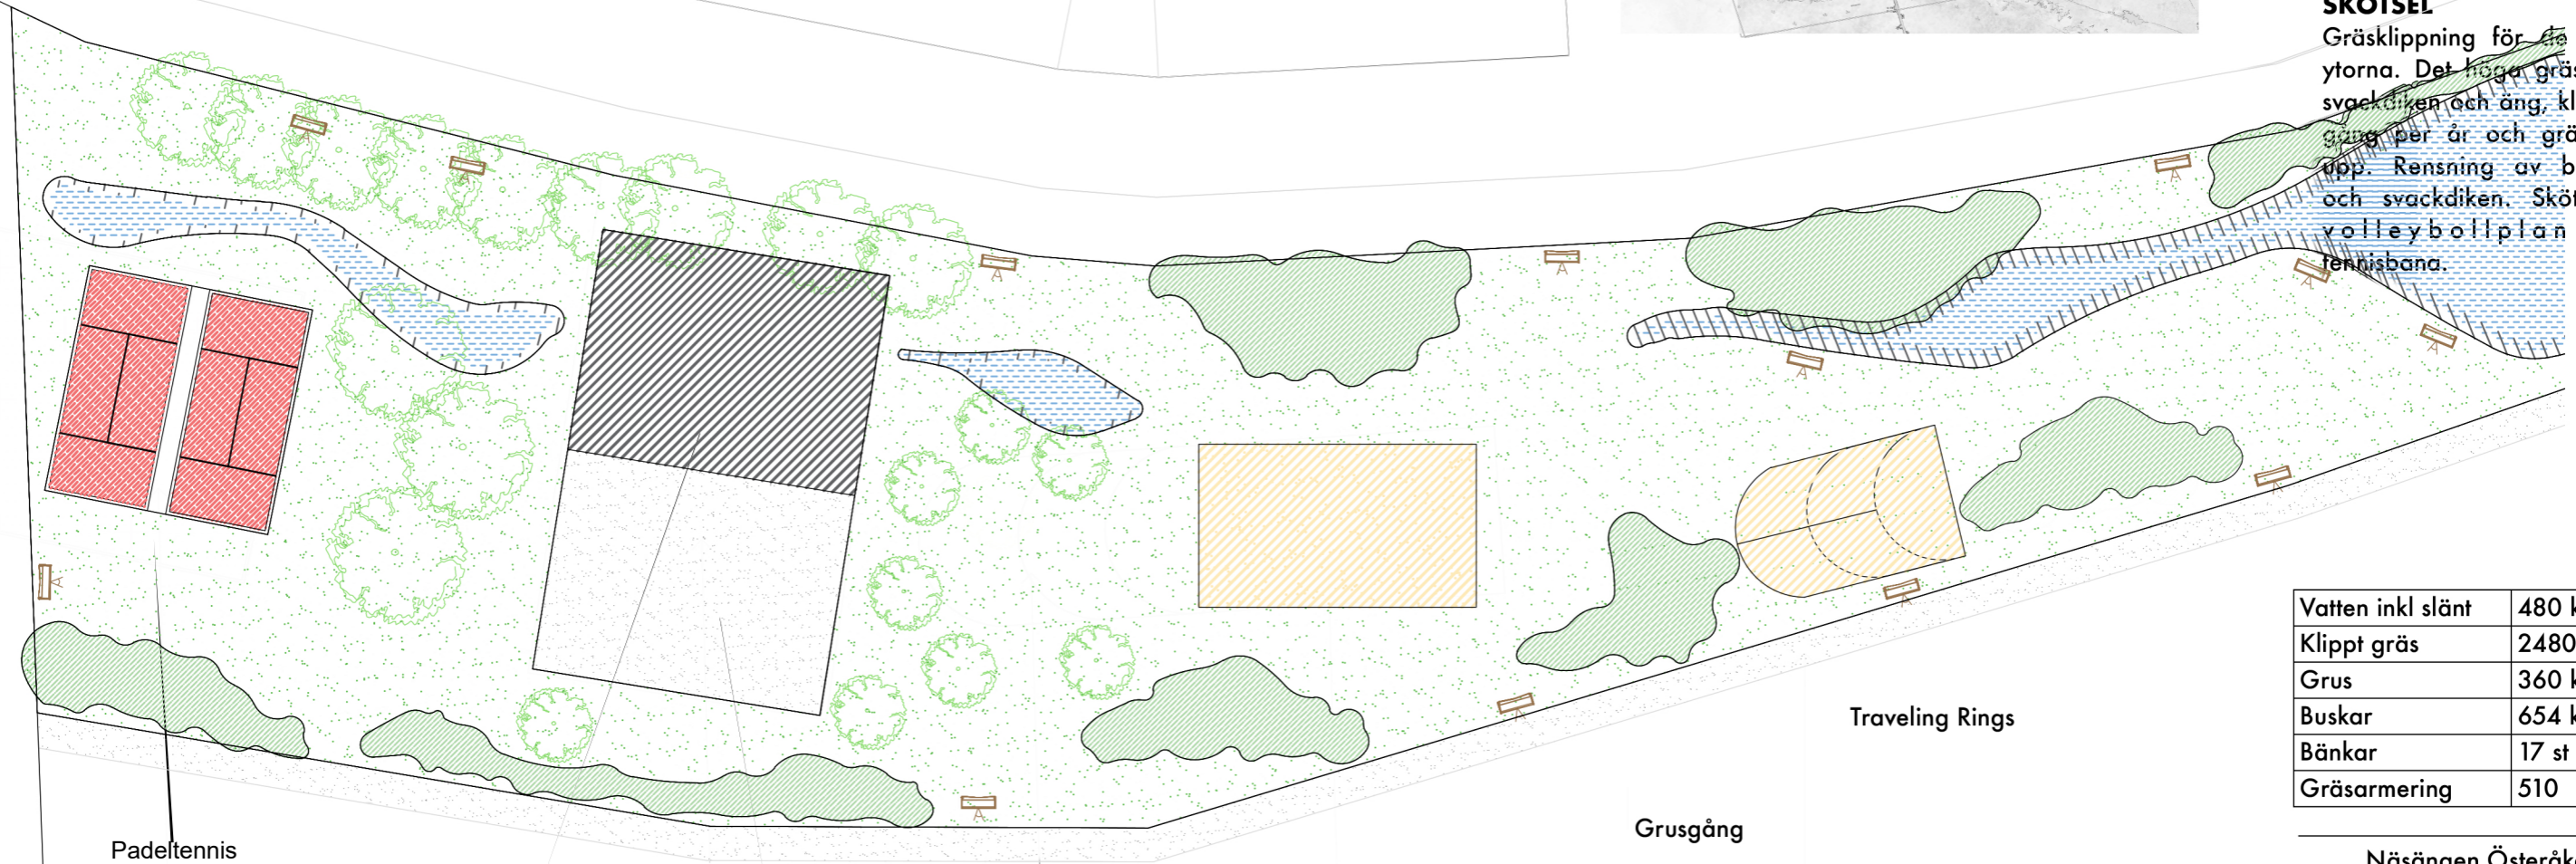 SKÖTSEL
Gräsklippning för de
ytorna. Det höga gräs
svackdiken och äng, kl
gång per år och grä
upp. Rensning av b
och svackdiken. Sköt
volleybollplan
tennisbana.
Vatten inkl slänt 480 k
Klippt gräs 2480
Grus 360 k
Buskar 654 k
Bänkar 17 st
Gräsarmering 510
Traveling Rings
Grusgång
Padeltennis
Näsängen Österåk